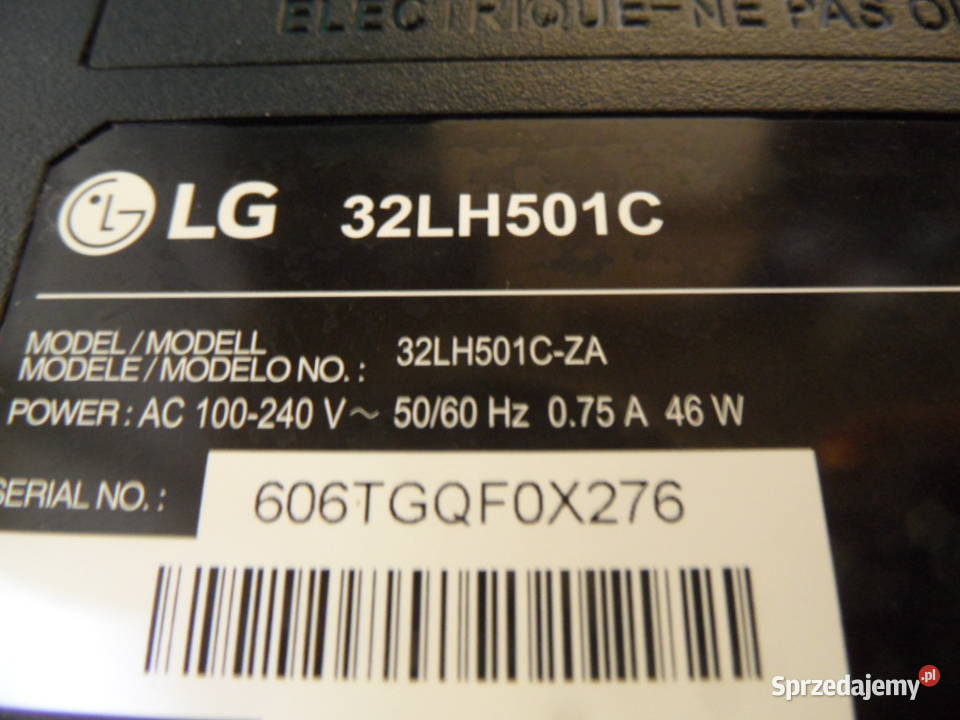 ELECTRIQUE-NE PAS
LG 32LH501C
MODEL/MODELL
MODELE/MODELO NO.: 32LH501C-ZA
POWER: AC 100-240 V~ 50/60 Hz 0.75 A 46 W
SERIAL NO.: 606TGQF0X276
Sprzedajemy.pl